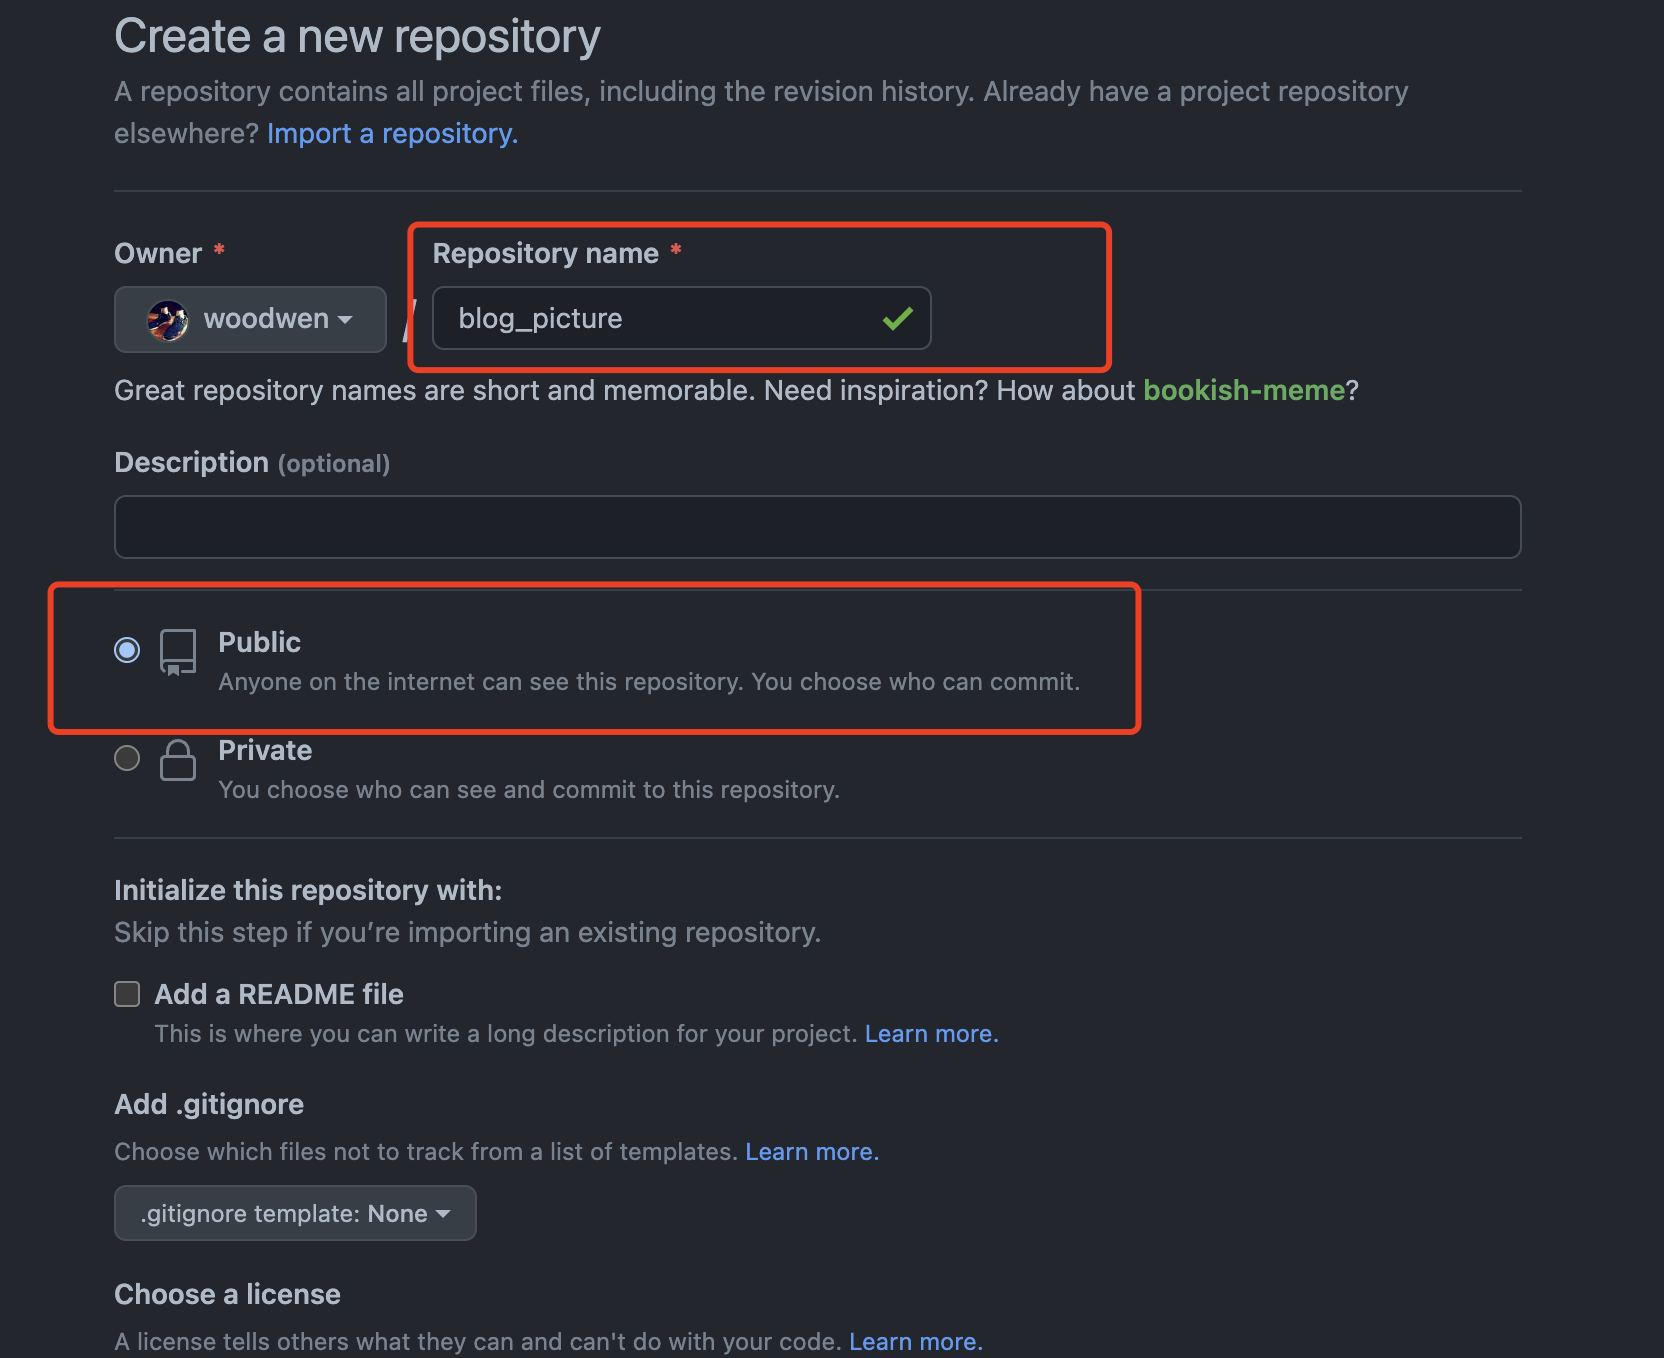 Create a new repository
A repository contains all project files, including the revision history. Already have a project repository
elsewhere? Import a repository.
Owner *
Repository name *
woodwen
/
blog_picture
Great repository names are short and memorable. Need inspiration? How about bookish-meme?
Description (optional)
Public
Anyone on the internet can see this repository. You choose who can commit.
Private
You choose who can see and commit to this repository.
Initialize this repository with:
Skip this step if you’re importing an existing repository.
Add a README file
This is where you can write a long description for your project. Learn more.
Add .gitignore
Choose which files not to track from a list of templates. Learn more.
.gitignore template: None
Choose a license
A license tells others what they can and can't do with your code. Learn more.